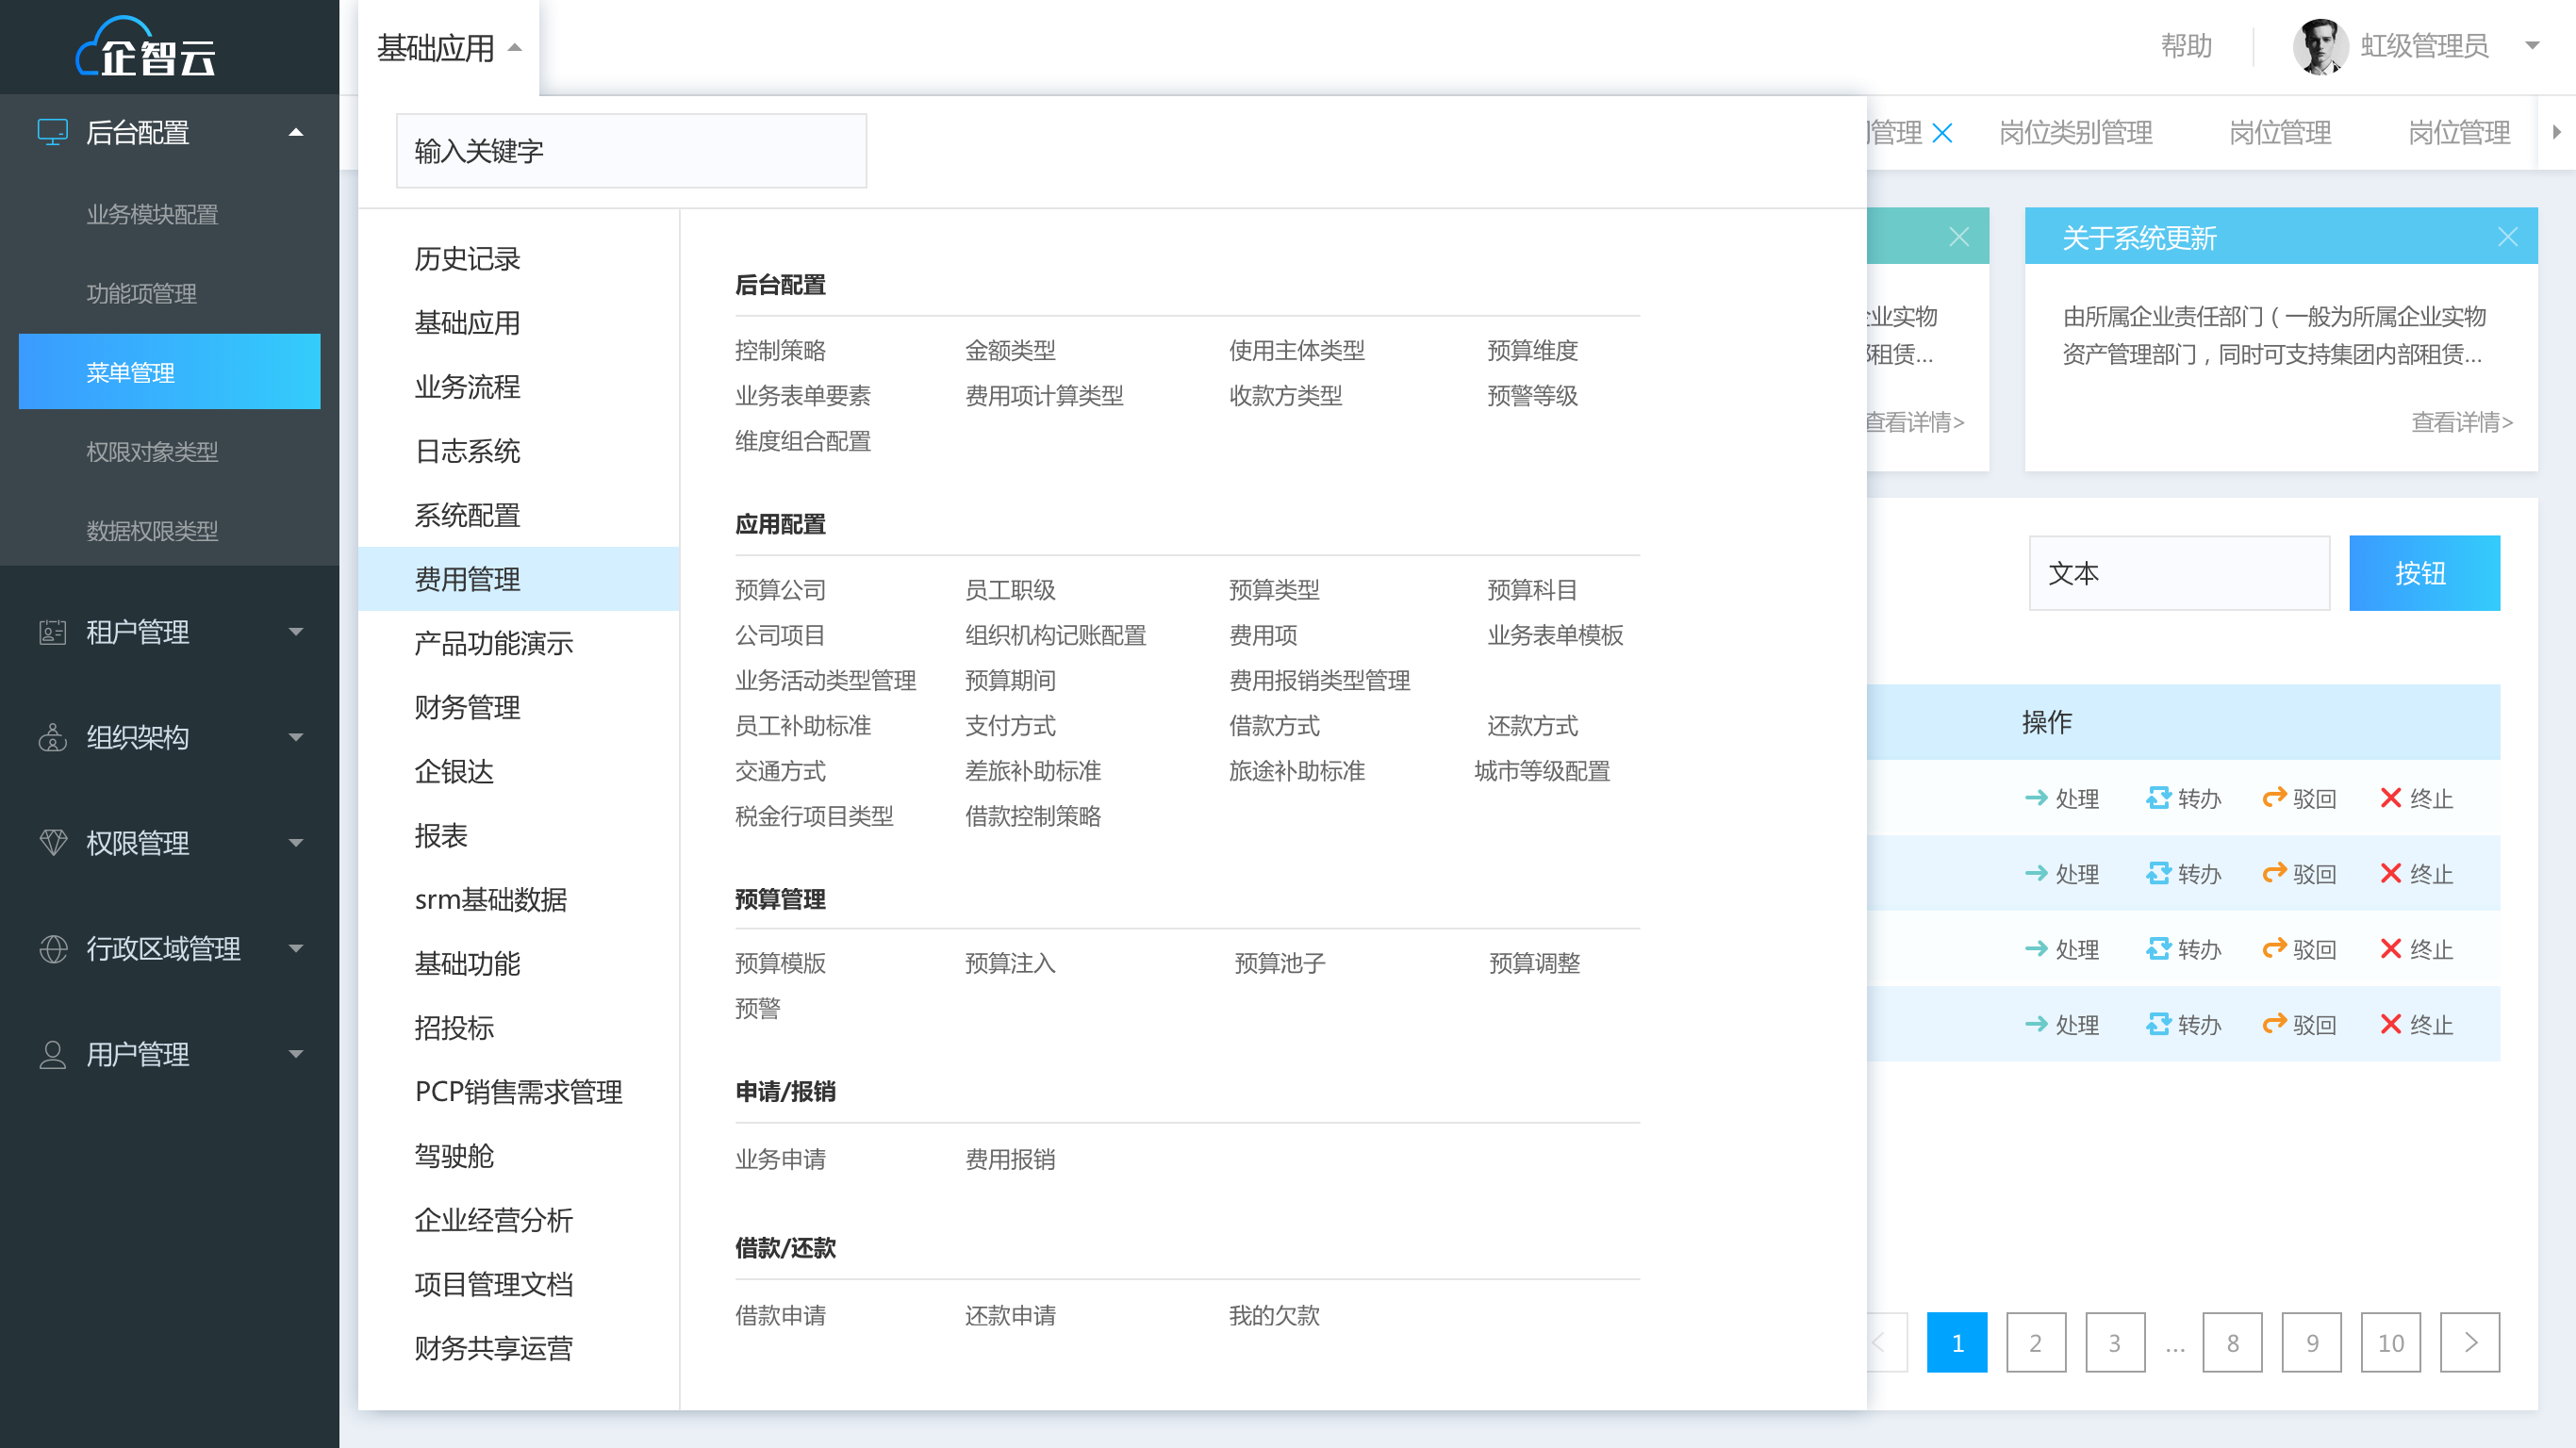 企智云
基础应用
帮助
虹级管理员
后台配置
业务模块配置
功能项管理
菜单管理
权限对象类型
数据权限类型
租户管理
组织架构
权限管理
行政区域管理
用户管理
输入关键字
管理
岗位类别管理
岗位管理
岗位管理
历史记录
基础应用
业务流程
日志系统
系统配置
费用管理
产品功能演示
财务管理
企银达
报表
srm基础数据
基础功能
招投标
PCP销售需求管理
驾驶舱
企业经营分析
项目管理文档
财务共享运营
后台配置
控制策略 金额类型 使用主体类型 预算维度
业务表单要素 费用项计算类型 收款方类型 预警等级
维度组合配置
应用配置
预算公司 员工职级 预算类型 预算科目
公司项目 组织机构记账配置 费用项 业务表单模板
业务活动类型管理 预算期间 费用报销类型管理
员工补助标准 支付方式 借款方式 还款方式
交通方式 差旅补助标准 旅途补助标准 城市等级配置
税金行项目类型 借款控制策略
预算管理
预算模版 预算注入 预算池子 预算调整
预警
申请/报销
业务申请 费用报销
借款/还款
借款申请 还款申请 我的欠款
业实物
租赁...
查看详情>
关于系统更新
由所属企业责任部门（一般为所属企业实物
资产管理部门，同时可支持集团内部租赁...
查看详情>
文本
按钮
操作
处理 转办 驳回 终止
处理 转办 驳回 终止
处理 转办 驳回 终止
处理 转办 驳回 终止
< 1 2 3 ... 8 9 10 >